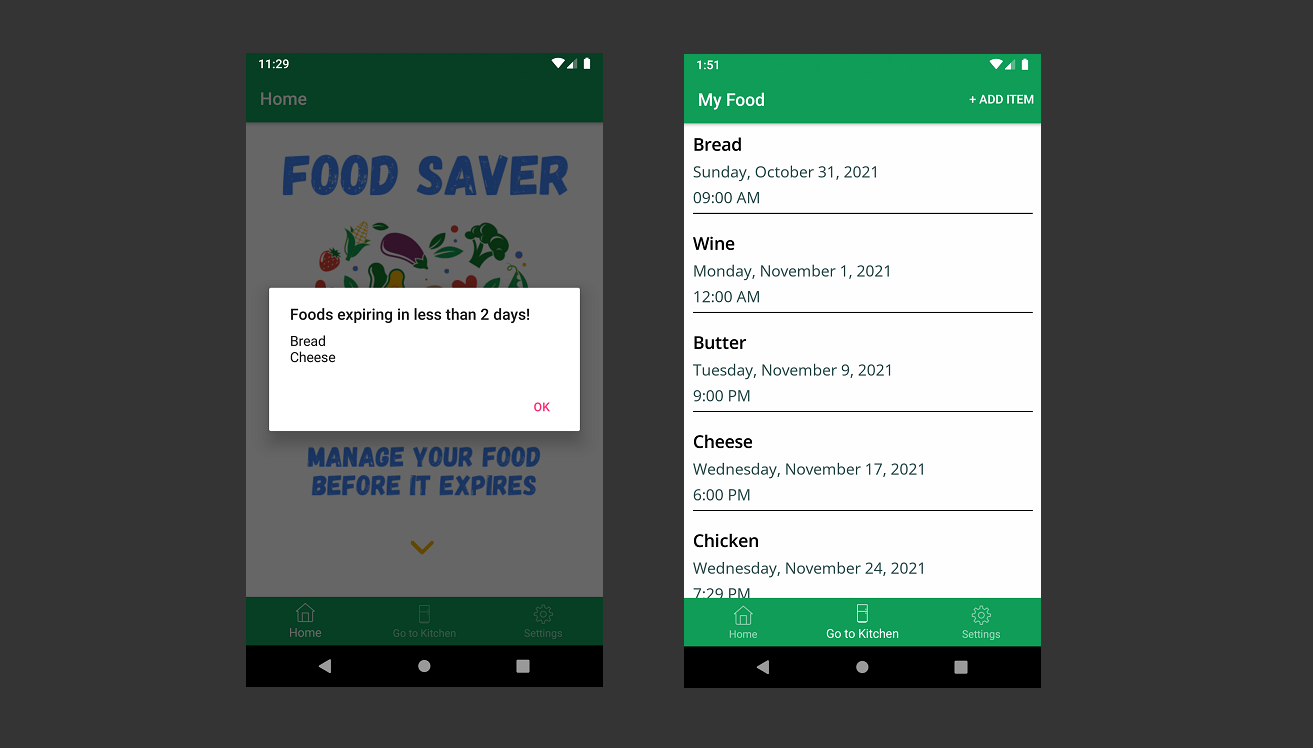 11:29
Home
FOOD SAVER
Foods expiring in less than 2 days!
Bread
Cheese
OK
MANAGE YOUR FOOD
BEFORE IT EXPIRES
Home
Go to Kitchen
Settings
1:51
My Food
+ ADD ITEM
Bread
Sunday, October 31, 2021
09:00 AM
Wine
Monday, November 1, 2021
12:00 AM
Butter
Tuesday, November 9, 2021
9:00 PM
Cheese
Wednesday, November 17, 2021
6:00 PM
Chicken
Wednesday, November 24, 2021
7:29 PM
Home
Go to Kitchen
Settings